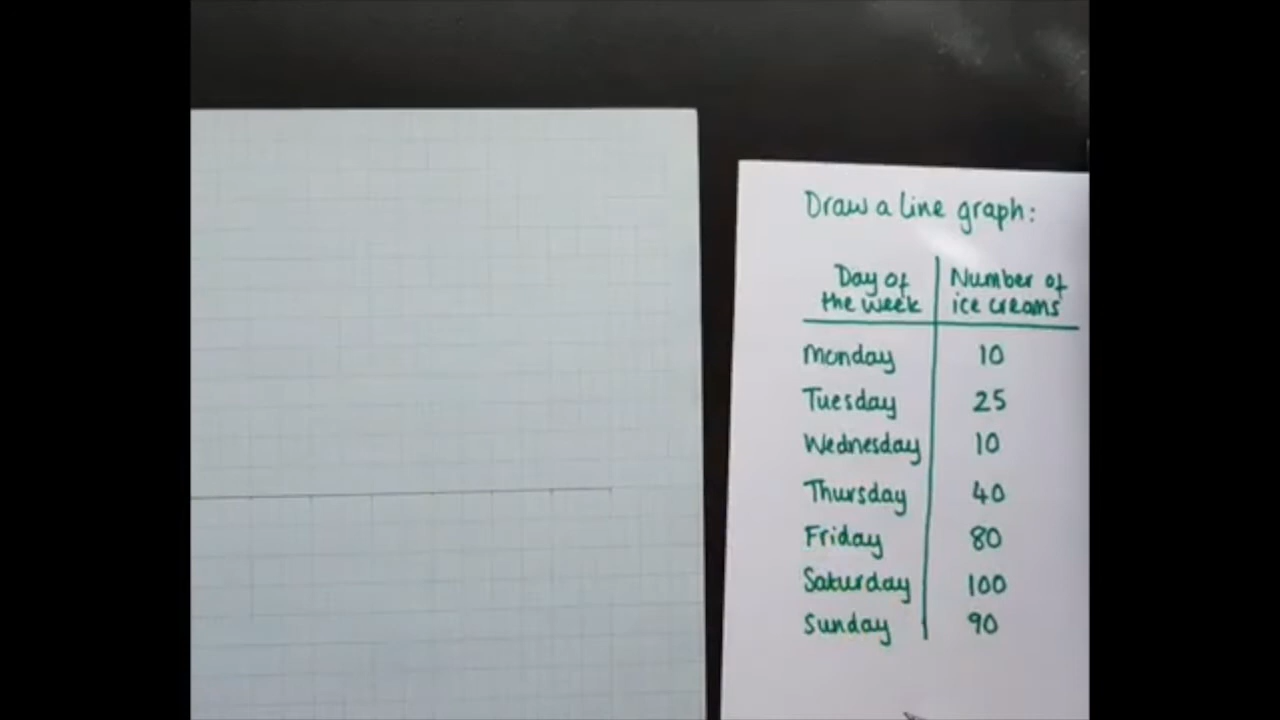 Draw a line graph:
Day of Number of
the week ice creams
Monday 10
Tuesday 25
Wednesday 10
Thursday 40
Friday 80
Saturday 100
Sunday 90